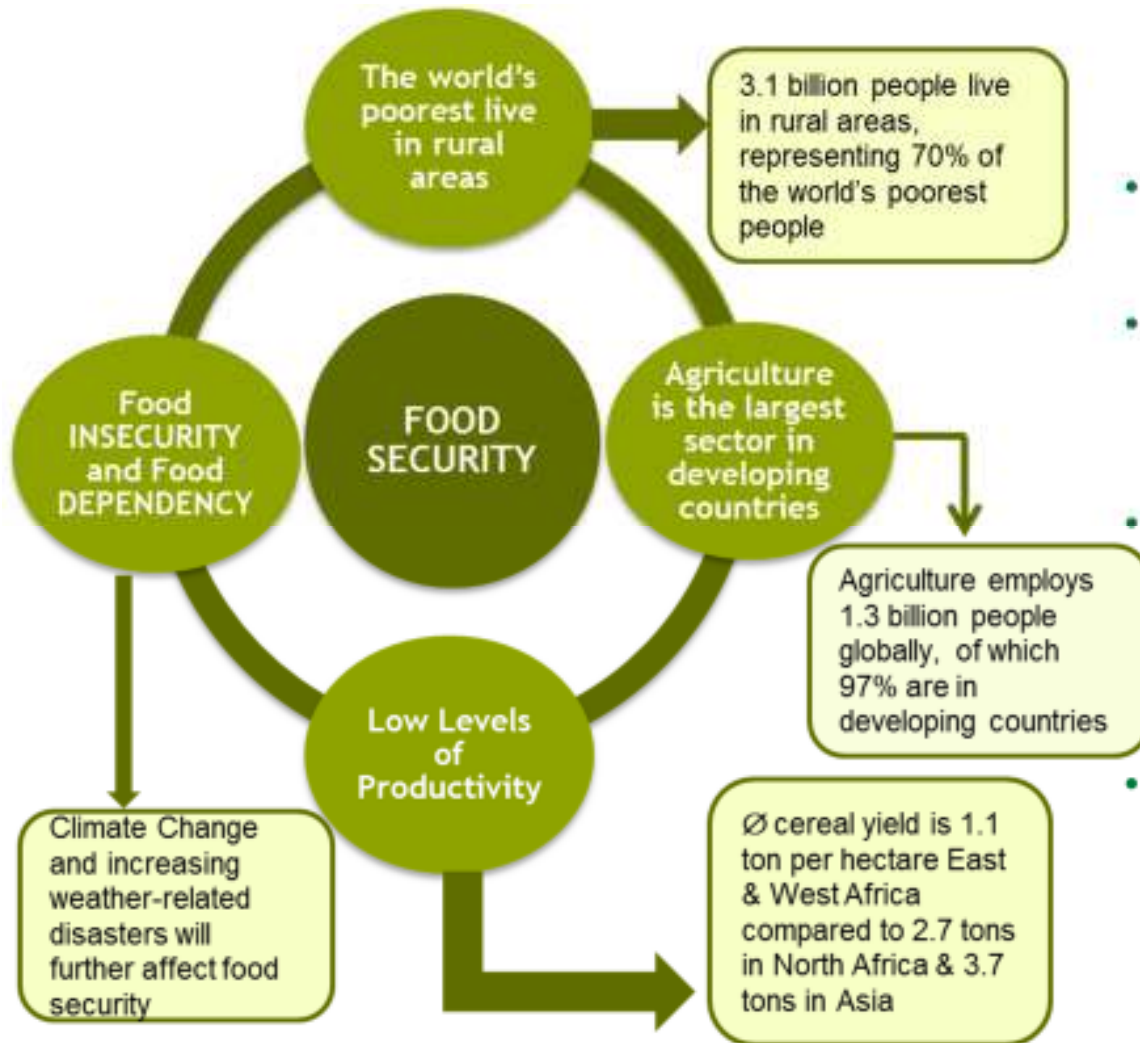 The world's
poorest live
in rural
areas
3.1 billion people live
in rural areas,
representing 70% of
the world's poorest
people
Food
INSECURITY
and Food
DEPENDENCY
FOOD
SECURITY
Agriculture
is the largest
sector in
developing
countries
Agriculture employs
1.3 billion people
globally, of which
97% are in
developing countries
Low Levels
of
Productivity
Climate Change
and increasing
weather-related
disasters will
further affect food
security
Ø cereal yield is 1.1
ton per hectare East
& West Africa
compared to 2.7 tons
in North Africa & 3.7
tons in Asia